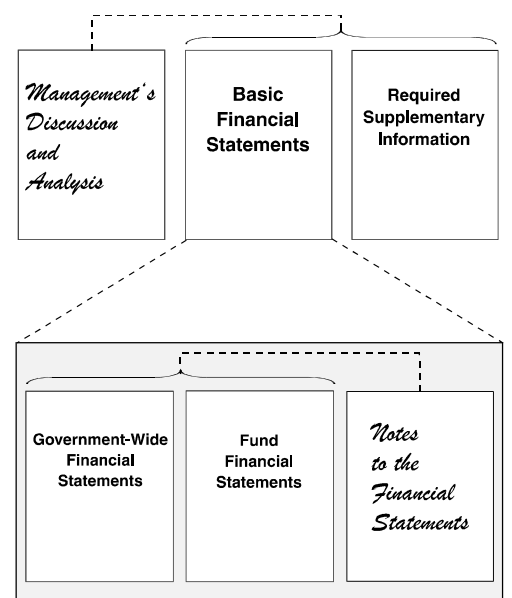 Management's
Discussion
and
Analysis
Basic
Financial
Statements
Required
Supplementary
Information
Government-Wide
Financial
Statements
Fund
Financial
Statements
Notes
to the
Financial
Statements